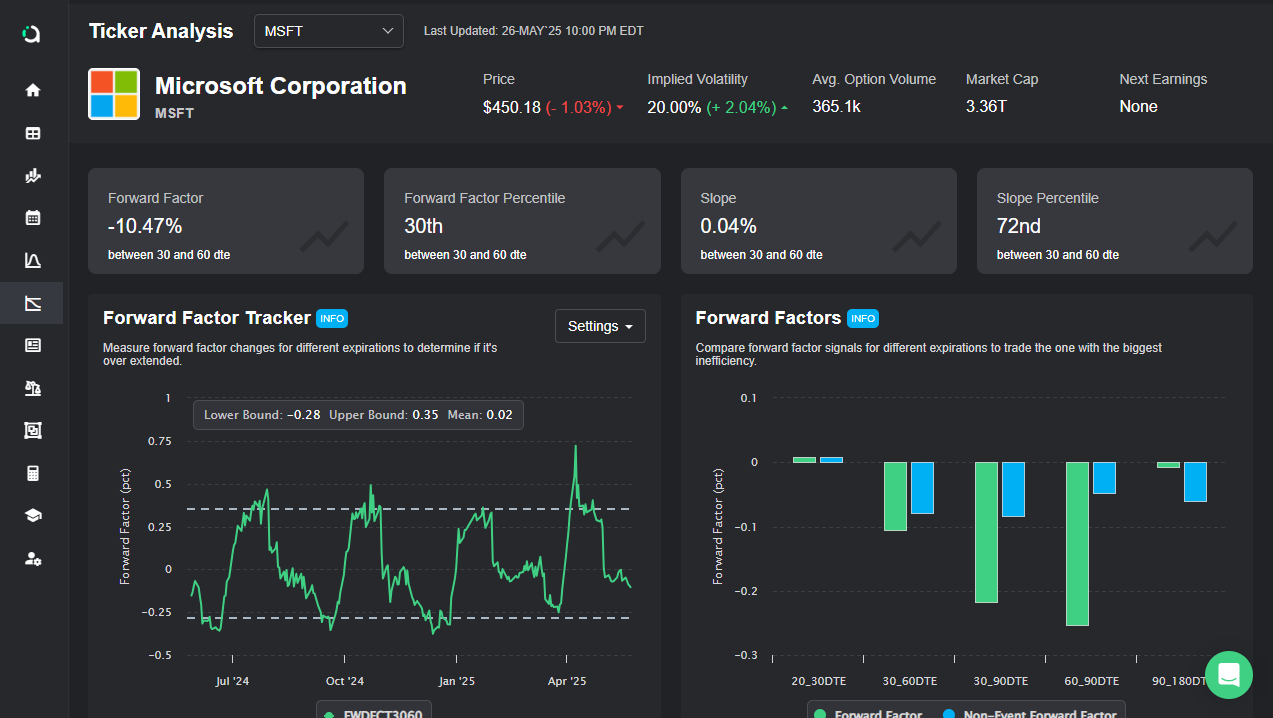 Ticker Analysis
MSFT
Last Updated: 26-MAY`25 10:00 PM EDT
Microsoft Corporation
MSFT
Price
$450.18 (- 1.03%)
Implied Volatility
20.00% (+ 2.04%)
Avg. Option Volume
365.1k
Market Cap
3.36T
Next Earnings
None
Forward Factor
-10.47%
between 30 and 60 dte
Forward Factor Percentile
30th
between 30 and 60 dte
Slope
0.04%
between 30 and 60 dte
Slope Percentile
72nd
between 30 and 60 dte
Forward Factor Tracker INFO
Settings
Measure forward factor changes for different expirations to determine if it's
over extended.
Lower Bound: −0.28 Upper Bound: 0.35 Mean: 0.02
Forward Factor (pct)
1
0.75
0.5
0.25
0
−0.25
−0.5
Jul '24
Oct '24
Jan '25
Apr '25
FWDFCT3060
Forward Factors INFO
Compare forward factor signals for different expirations to trade the one with the biggest
inefficiency.
Forward Factor (pct)
0.1
0
−0.1
−0.2
−0.3
20_30DTE
30_60DTE
30_90DTE
60_90DTE
90_180DT
Forward Factor
Non-Event Forward Factor